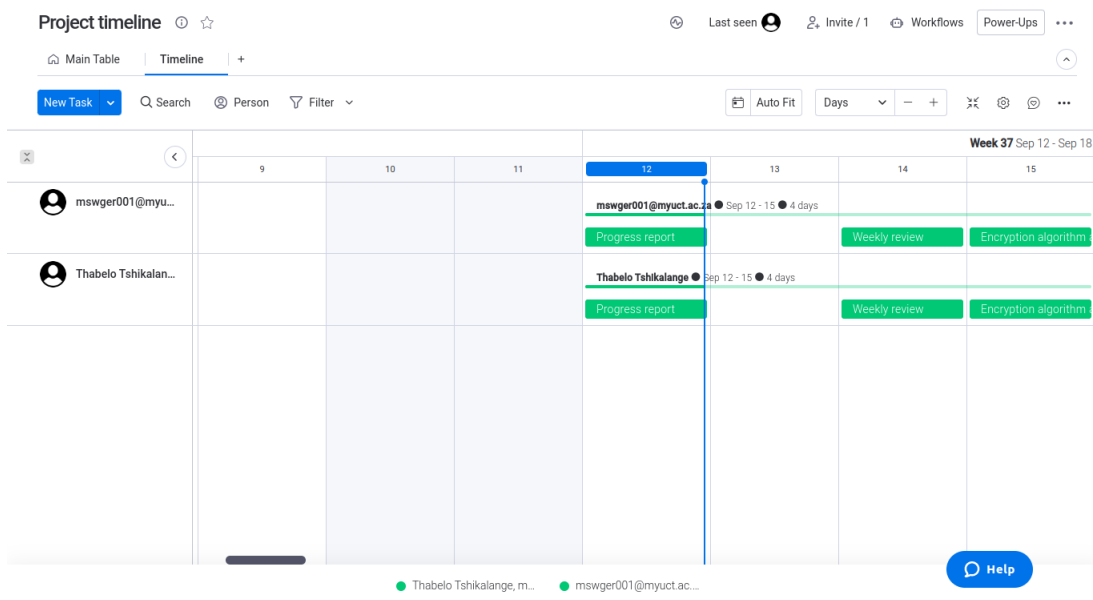 Project timeline
Last seen
Invite / 1
Workflows
Power-Ups
Main Table
Timeline
+
New Task
Search
Person
Filter
Auto Fit
Days
Week 37 Sep 12 - Sep 18
9
10
11
12
13
14
15
mswger001@myu...
mswger001@myuct.ac.za ● Sep 12 - 15 ● 4 days
Progress report
Weekly review
Encryption algorithm
Thabelo Tshikalan...
Thabelo Tshikalange ● Sep 12 - 15 ● 4 days
Progress report
Weekly review
Encryption algorithm
Help
Thabelo Tshikalange, m...
mswger001@myuct.ac....